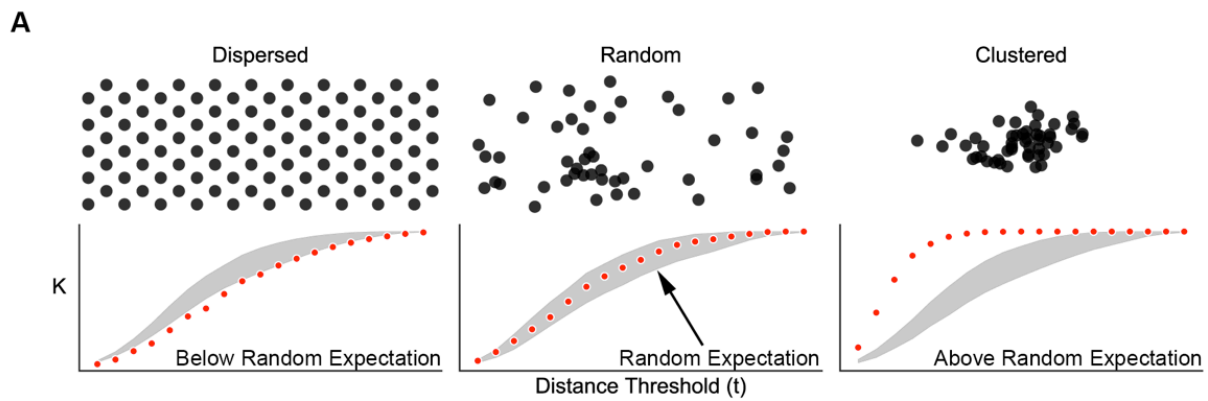 A
Dispersed
Random
Clustered
K
Below Random Expectation
Random Expectation
Above Random Expectation
Distance Threshold (t)